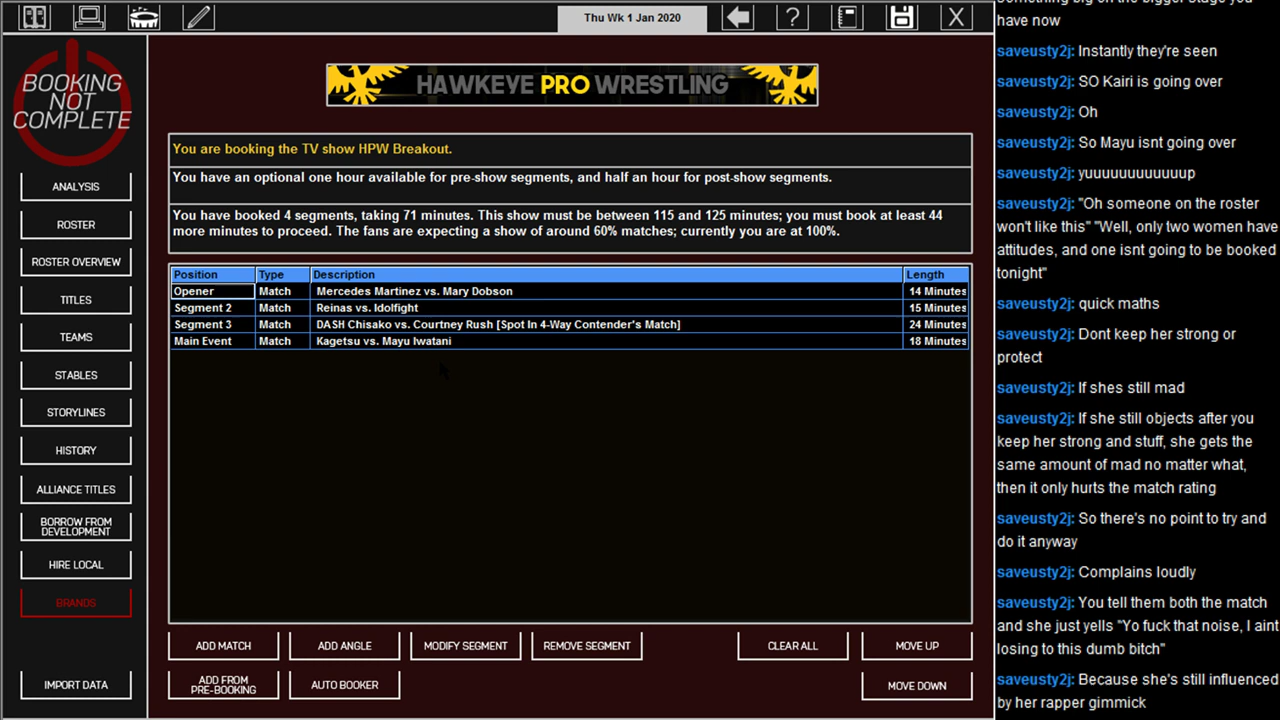 Thu Wk 1 Jan 2020
?
X
BOOKING
NOT
COMPLETE
ANALYSIS
ROSTER
ROSTER OVERVIEW
TITLES
TEAMS
STABLES
STORYLINES
HISTORY
ALLIANCE TITLES
BORROW FROM
DEVELOPMENT
HIRE LOCAL
BRANDS
IMPORT DATA
HAWKEYE PRO WRESTLING
You are booking the TV show HPW Breakout.
You have an optional one hour available for pre-show segments, and half an hour for post-show segments.
You have booked 4 segments, taking 71 minutes. This show must be between 115 and 125 minutes; you must book at least 44
more minutes to proceed. The fans are expecting a show of around 60% matches; currently you are at 100%.
Position Type Description Length
Opener Match Mercedes Martinez vs. Mary Dobson 14 Minutes
Segment 2 Match Reinas vs. Idolfight 15 Minutes
Segment 3 Match DASH Chisako vs. Courtney Rush [Spot In 4-Way Contender's Match] 24 Minutes
Main Event Match Kagetsu vs. Mayu Iwatani 18 Minutes
ADD MATCH ADD ANGLE MODIFY SEGMENT REMOVE SEGMENT CLEAR ALL MOVE UP
ADD FROM
PRE-BOOKING
AUTO BOOKER
MOVE DOWN
have now
saveusty2j: Instantly they're seen
saveusty2j: SO Kairi is going over
saveusty2j: Oh
saveusty2j: So Mayu isnt going over
saveusty2j: yuuuuuuuuuuuup
saveusty2j: "Oh someone on the roster
won't like this" "Well, only two women have
attitudes, and one isnt going to be booked
tonight"
saveusty2j: quick maths
saveusty2j: Dont keep her strong or
protect
saveusty2j: If shes still mad
saveusty2j: If she still objects after you
keep her strong and stuff, she gets the
same amount of mad no matter what,
then it only hurts the match rating
saveusty2j: So there's no point to try and
do it anyway
saveusty2j: Complains loudly
saveusty2j: You tell them both the match
and she just yells "Yo fuck that noise, I aint
losing to this dumb bitch"
saveusty2j: Because she's still influenced
by her rapper gimmick